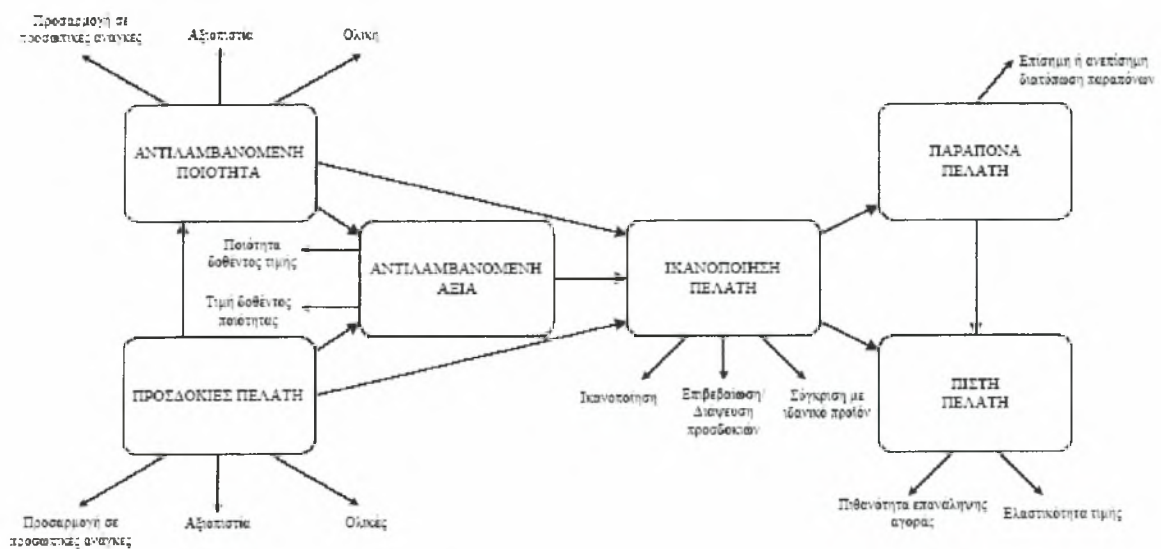 Προσαρμογή σε
προσωπικές ανάγκες
Αξιοπιστία
Ολική
Επίσημη ή ανεπίσημη
διατύπωση παραπόνων
ΑΝΤΙΛΑΜΒΑΝΟΜΕΝΗ
ΠΟΙΟΤΗΤΑ
ΠΑΡΑΠΟΝΑ
ΠΕΛΑΤΗ
Ποιότητα
δοθέντος τιμής
ΑΝΤΙΛΑΜΒΑΝΟΜΕΝΗ
ΑΞΙΑ
ΙΚΑΝΟΠΟΙΗΣΗ
ΠΕΛΑΤΗ
Τιμή δοθέντος
ποιότητας
ΠΡΟΣΔΟΚΙΕΣ ΠΕΛΑΤΗ
Ικανοποίηση
Επιβεβαίωση/
Διάψευση
προσδοκιών
Σύγκριση με
ιδανικό προϊόν
ΠΙΣΤΗ
ΠΕΛΑΤΗ
Προσαρμογή σε
προσωπικές ανάγκες
Αξιοπιστία
Ολικές
Πιθανότητα επανάληψης
αγοράς
Ελαστικότητα τιμής